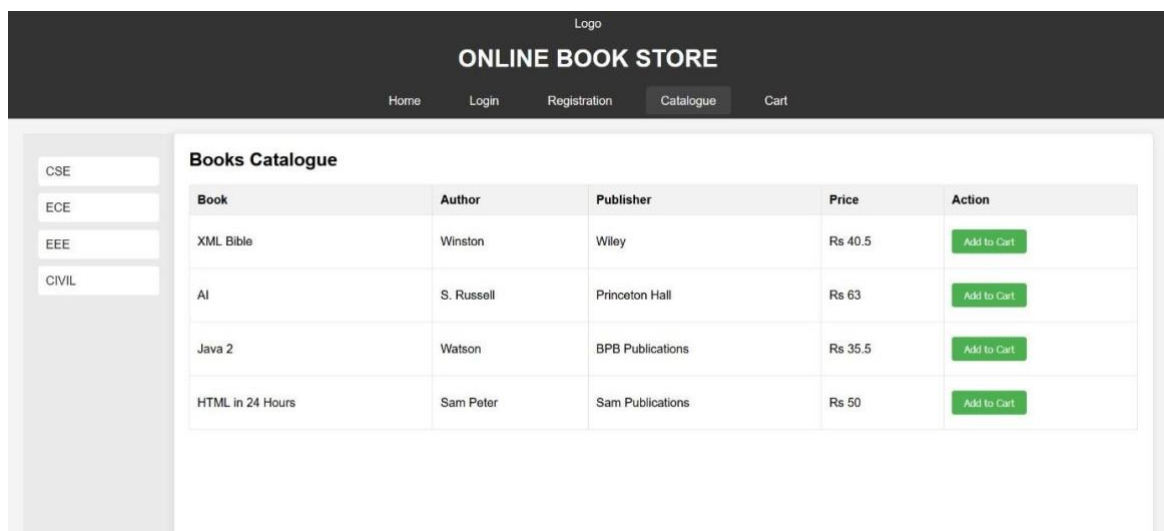 Logo
ONLINE BOOK STORE
Home Login Registration Catalogue Cart
CSE
ECE
EEE
CIVIL
Books Catalogue
Book Author Publisher Price Action
XML Bible Winston Wiley Rs 40.5 Add to Cart
AI S. Russell Princeton Hall Rs 63 Add to Cart
Java 2 Watson BPB Publications Rs 35.5 Add to Cart
HTML in 24 Hours Sam Peter Sam Publications Rs 50 Add to Cart